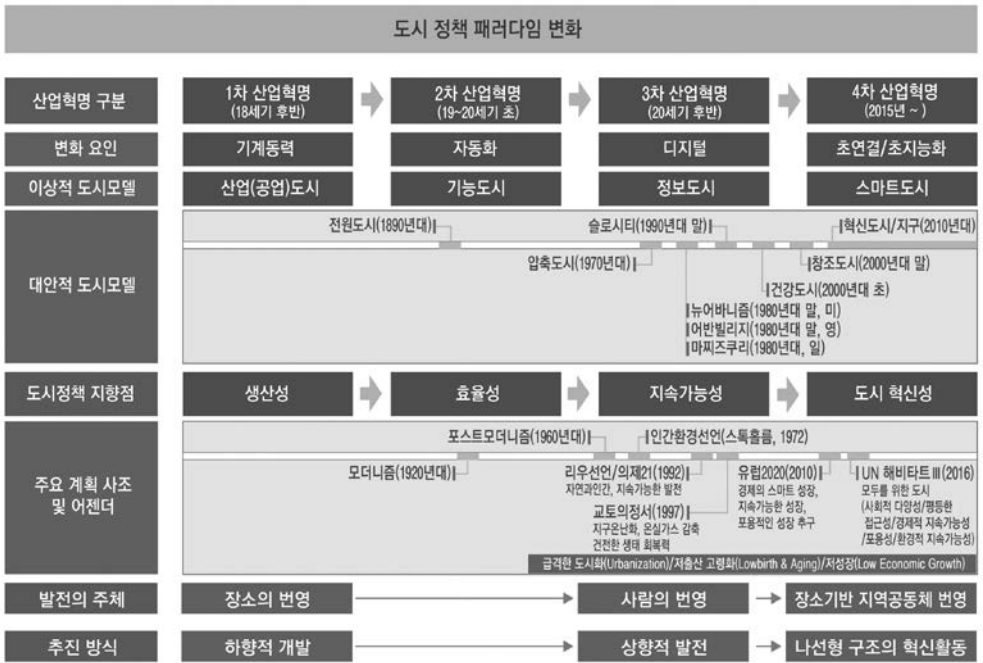 도시 정책 패러다임 변화
산업혁명 구분
1차 산업혁명
(18세기 후반)
2차 산업혁명
(19~20세기 초)
3차 산업혁명
(20세기 후반)
4차 산업혁명
(2015년 ~ )
변화 요인
기계동력
자동화
디지털
초연결/초지능화
이상적 도시모델
산업(공업)도시
기능도시
정보도시
스마트도시
대안적 도시모델
전원도시(1890년대)
슬로시티(1990년대 말)
혁신도시/지구(2010년대)
압축도시(1970년대)
창조도시(2000년대 말)
건강도시(2000년대 초)
뉴어바니즘(1980년대 말, 미)
어반빌리지(1980년대 말, 영)
마찌즈쿠리(1980년대, 일)
도시정책 지향점
생산성
효율성
지속가능성
도시 혁신성
주요 계획 사조
및 어젠더
포스트모더니즘(1960년대)
인간환경선언(스톡홀름, 1972)
모더니즘(1920년대)
리우선언/의제21(1992)
자연과인간, 지속가능한 발전
교토의정서(1997)
지구온난화, 온실가스 감축
건전한 생태 회복력
유럽2020(2010)
경제의 스마트 성장,
지속가능한 성장,
포용적인 성장 추구
UN 해비타트Ⅲ(2016)
모두를 위한 도시
(사회적 다양성/평등한
접근성/경제적 지속가능성
/포용성/환경적 지속가능성)
급격한 도시화(Urbanization)/저출산 고령화(Lowbirth & Aging)/저성장(Low Economic Growth)
발전의 주체
장소의 번영
사람의 번영
장소기반 지역공동체 번영
추진 방식
하향적 개발
상향적 발전
나선형 구조의 혁신활동